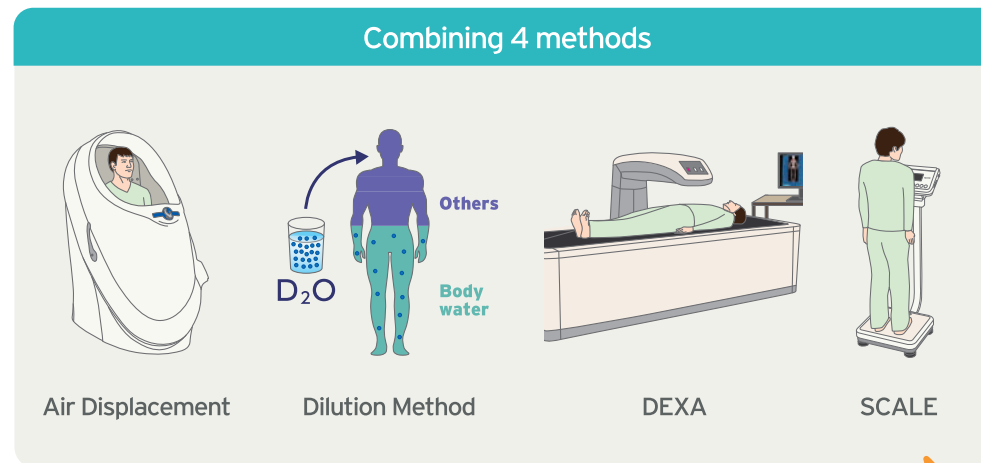 Combining 4 methods
Others
D₂O
Body
water
Air Displacement
Dilution Method
DEXA
SCALE